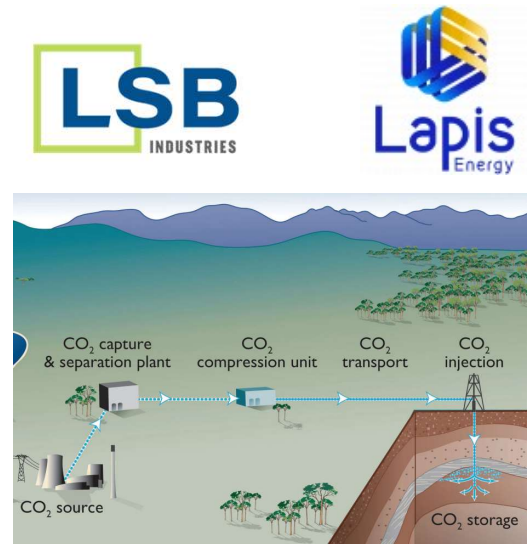 LSB
INDUSTRIES
Lapis
Energy
CO₂ capture
& separation plant
CO₂
compression unit
CO₂
transport
CO₂
injection
CO₂ source
CO₂ storage